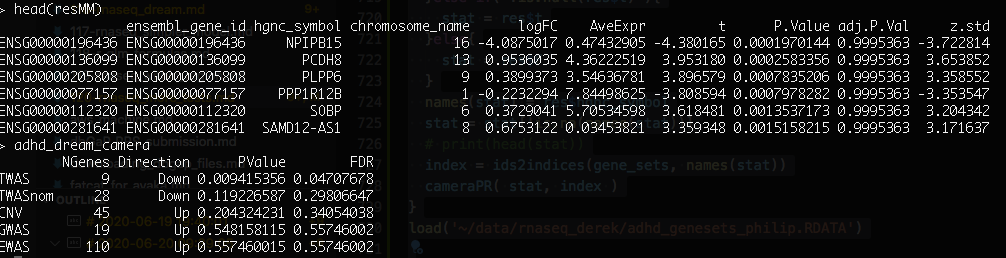 > head(resMM)
ensembl_gene_id hgnc_symbol chromosome_name logFC AveExpr t P.Value adj.P.Val z.std
ENSG00000196436 ENSG00000196436 NPIPB15 16 -4.0875017 0.47432905 -4.380165 0.0001970144 0.9995363 -3.722814
ENSG00000136099 ENSG00000136099 PCDH8 13 0.9536035 4.36222519 3.953180 0.0002583356 0.9995363 3.653852
ENSG00000205808 ENSG00000205808 PLPP6 9 0.3899373 3.54636781 3.896579 0.0007835206 0.9995363 3.358552
ENSG00000077157 ENSG00000077157 PPP1R12B 1 -0.2232294 7.84498625 -3.808594 0.0007978282 0.9995363 -3.353547
ENSG00000112320 ENSG00000112320 SOBP 6 0.3729041 5.70534598 3.618481 0.0013537173 0.9995363 3.204342
ENSG00000281641 ENSG00000281641 SAMD12-AS1 8 0.6753122 0.03453821 3.359348 0.0015158215 0.9995363 3.171637
> adhd_dream_camera
NGenes Direction PValue FDR
TWAS 9 Down 0.009415356 0.04707678
TWASnom 28 Down 0.119226587 0.29806647
CNV 45 Up 0.204324231 0.34054038
GWAS 19 Up 0.548158115 0.55746002
EWAS 110 Up 0.557460015 0.55746002
724
725
726
727
728
# print(head(stat))
index = ids2indices(gene_sets, names(stat))
cameraPR( stat, index )
}
load('~/data/rnaseq_derek/adhd_genesets_philip.RDATA')